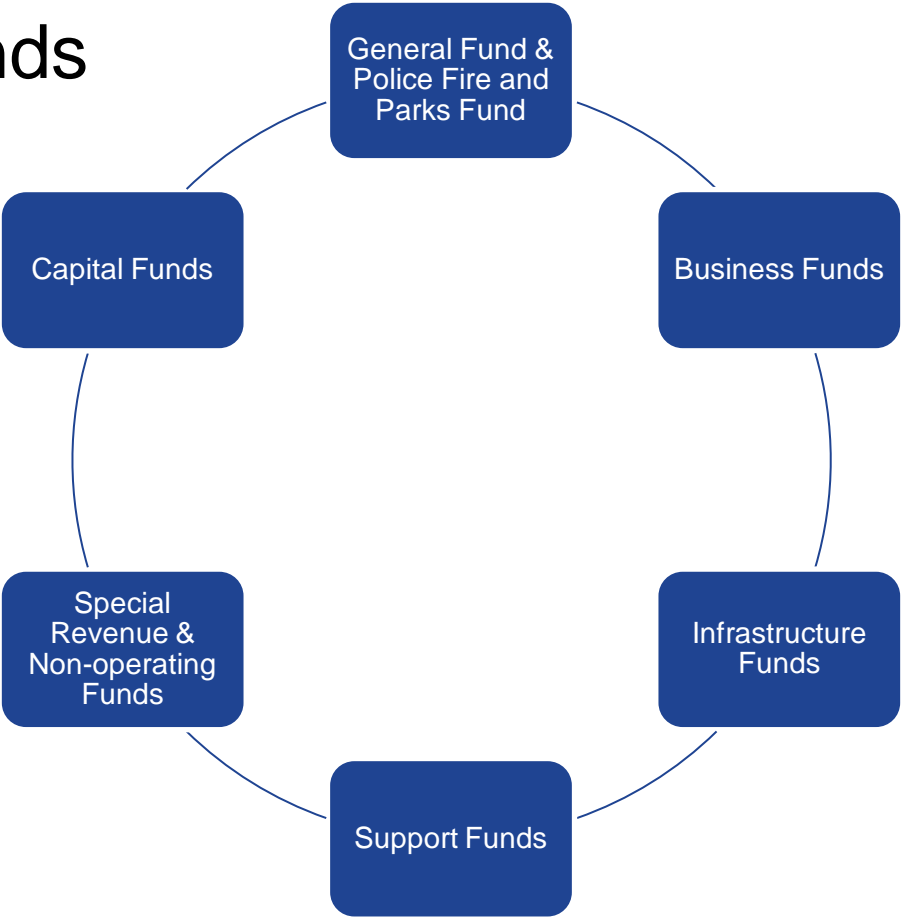 nds
General Fund &
Police Fire and
Parks Fund
Capital Funds
Business Funds
Special
Revenue &
Non-operating
Funds
Infrastructure
Funds
Support Funds